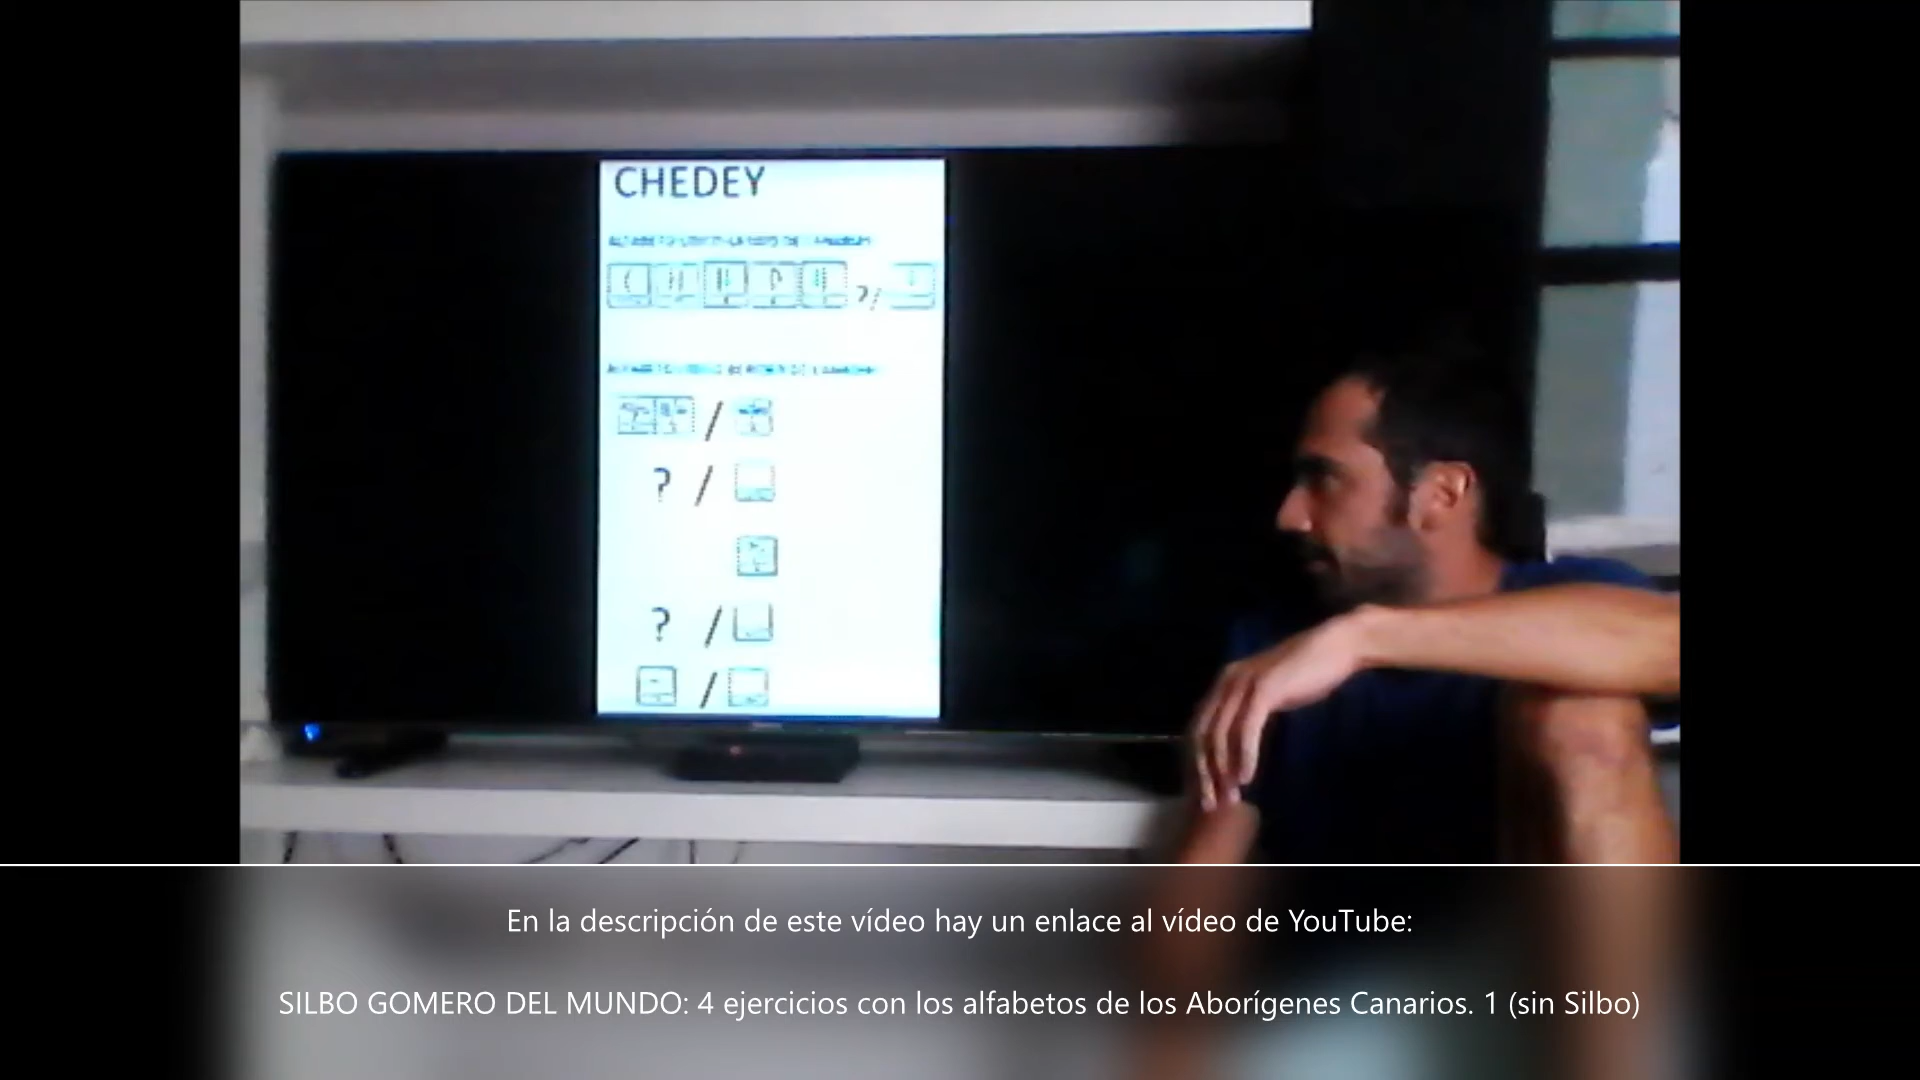 CHEDEY
?/
/
? /
? /
/
En la descripción de este vídeo hay un enlace al vídeo de YouTube:
SILBO GOMERO DEL MUNDO: 4 ejercicios con los alfabetos de los Aborígenes Canarios. 1 (sin Silbo)